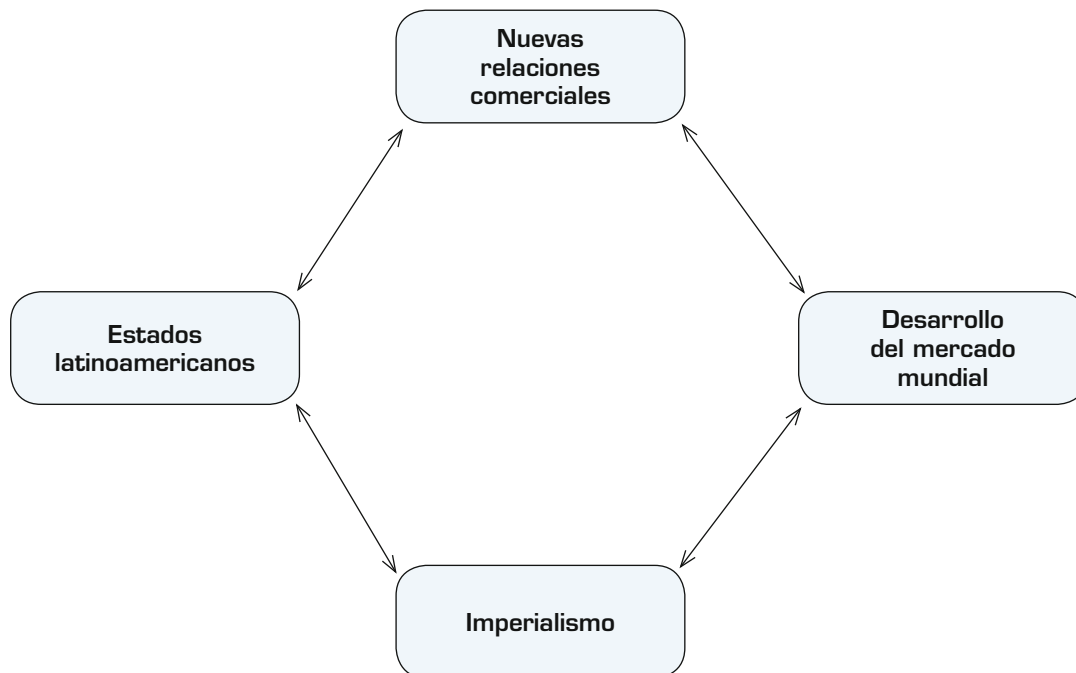 Nuevas
relaciones
comerciales
Estados
latinoamericanos
Desarrollo
del mercado
mundial
Imperialismo